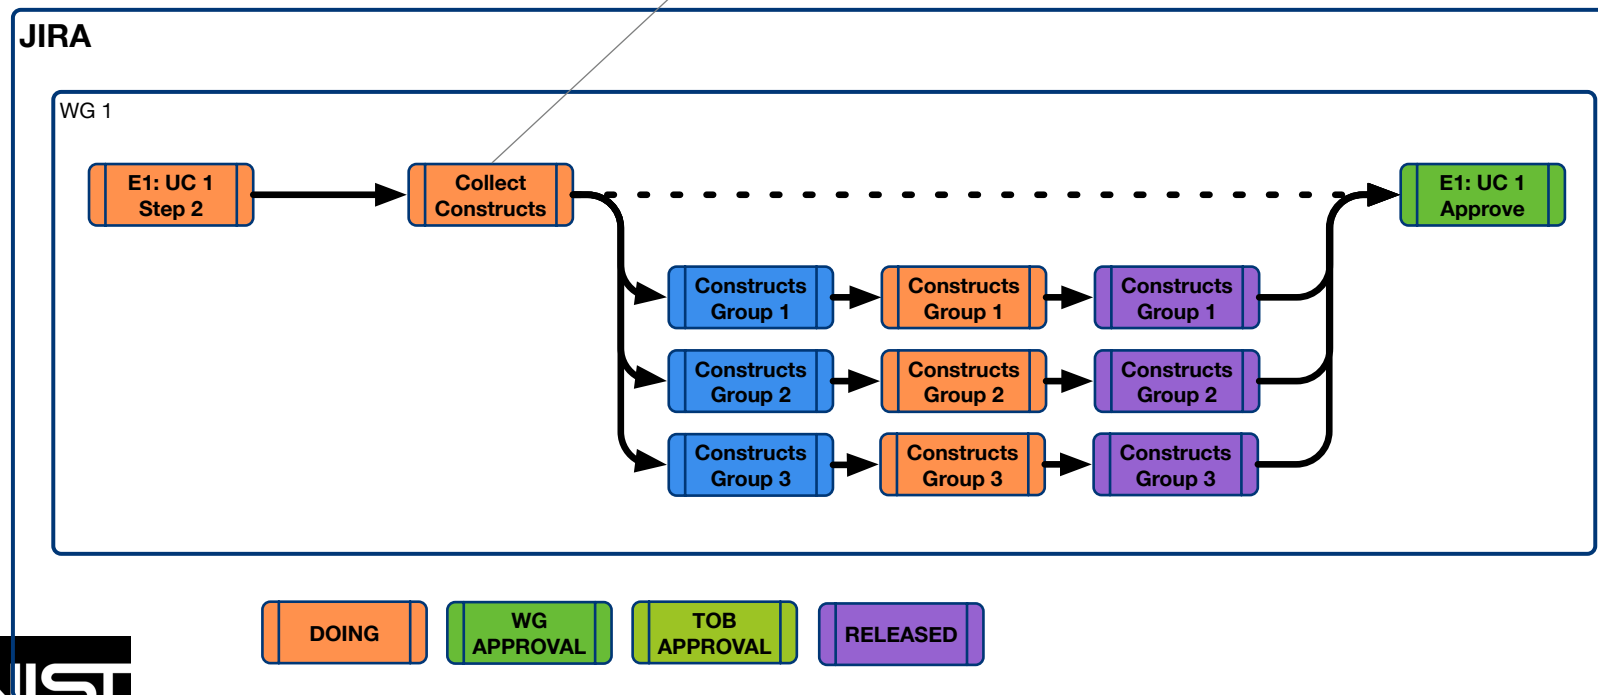 JIRA
WG 1
E1: UC 1
Step 2
Collect
Constructs
E1: UC 1
Approve
Constructs
Group 1
Constructs
Group 1
Constructs
Group 1
Constructs
Group 2
Constructs
Group 2
Constructs
Group 2
Constructs
Group 3
Constructs
Group 3
Constructs
Group 3
DOING
WG
APPROVAL
TOB
APPROVAL
RELEASED